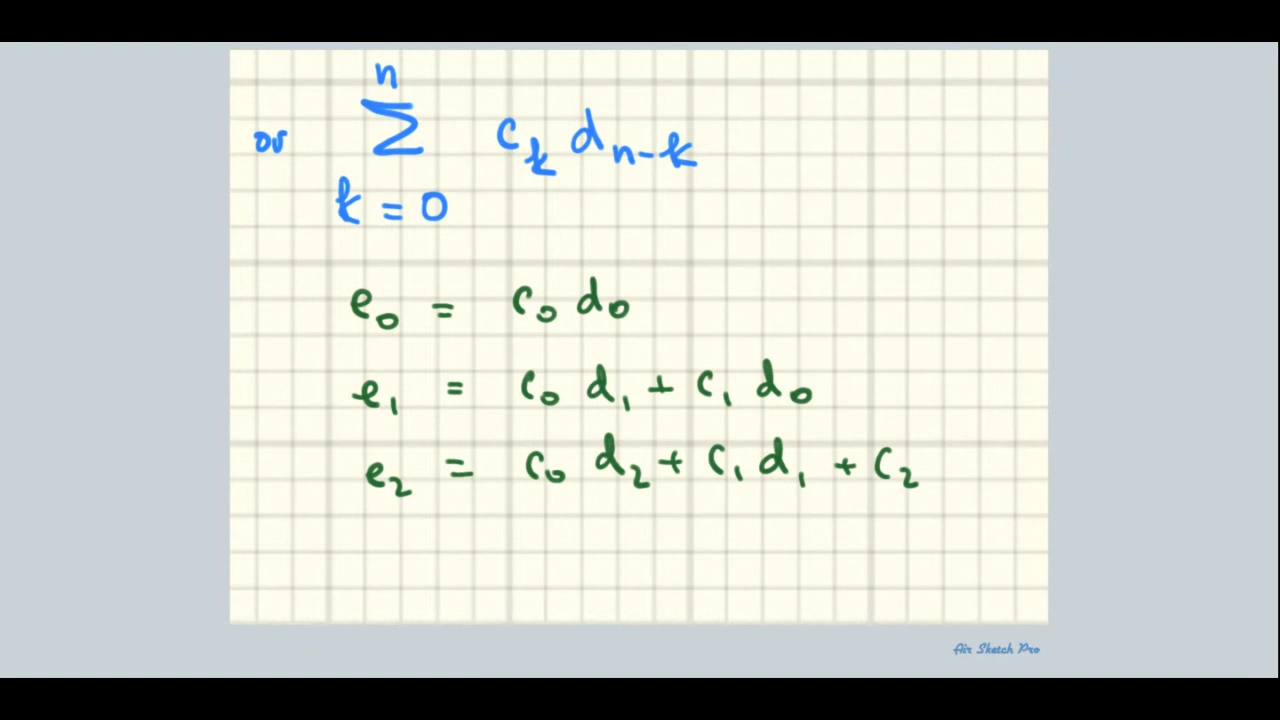 n
or ∑ c_k d_{n-k}
k = 0
e_0 = c_0 d_0
e_1 = c_0 d_1 + c_1 d_0
e_2 = c_0 d_2 + c_1 d_1 + c_2
Air Sketch Pro